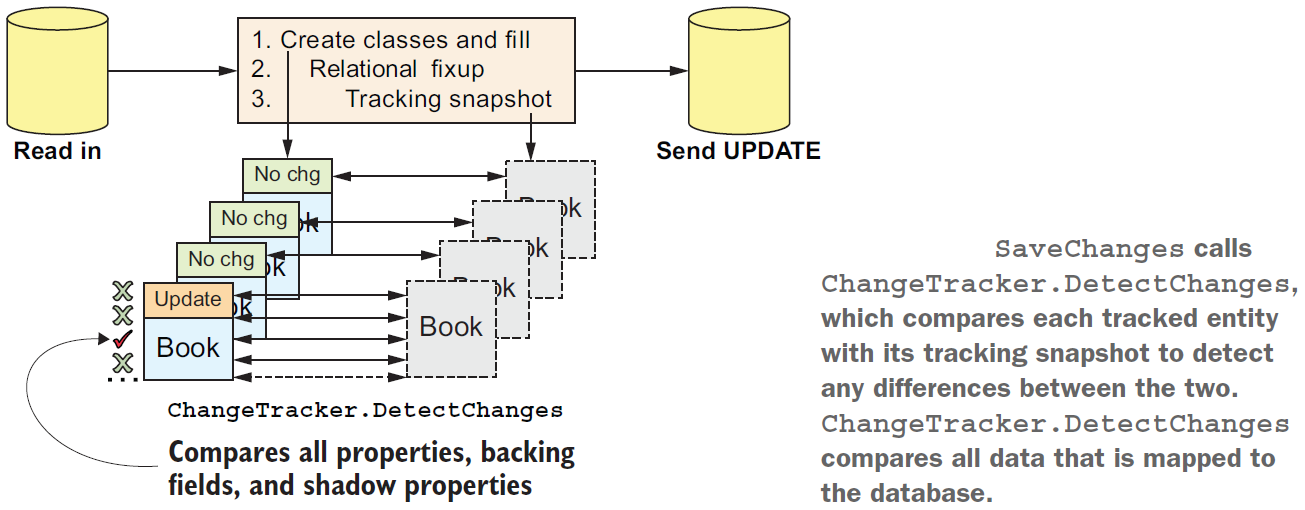 1. Create classes and fill
2. Relational fixup
3. Tracking snapshot
Read in
Send UPDATE
No chg
Book
No chg
Book
No chg
Book
Update
Book
Book
Book
Book
Book
ChangeTracker.DetectChanges
Compares all properties, backing
fields, and shadow properties
SaveChanges calls
ChangeTracker.DetectChanges,
which compares each tracked entity
with its tracking snapshot to detect
any differences between the two.
ChangeTracker.DetectChanges
compares all data that is mapped to
the database.